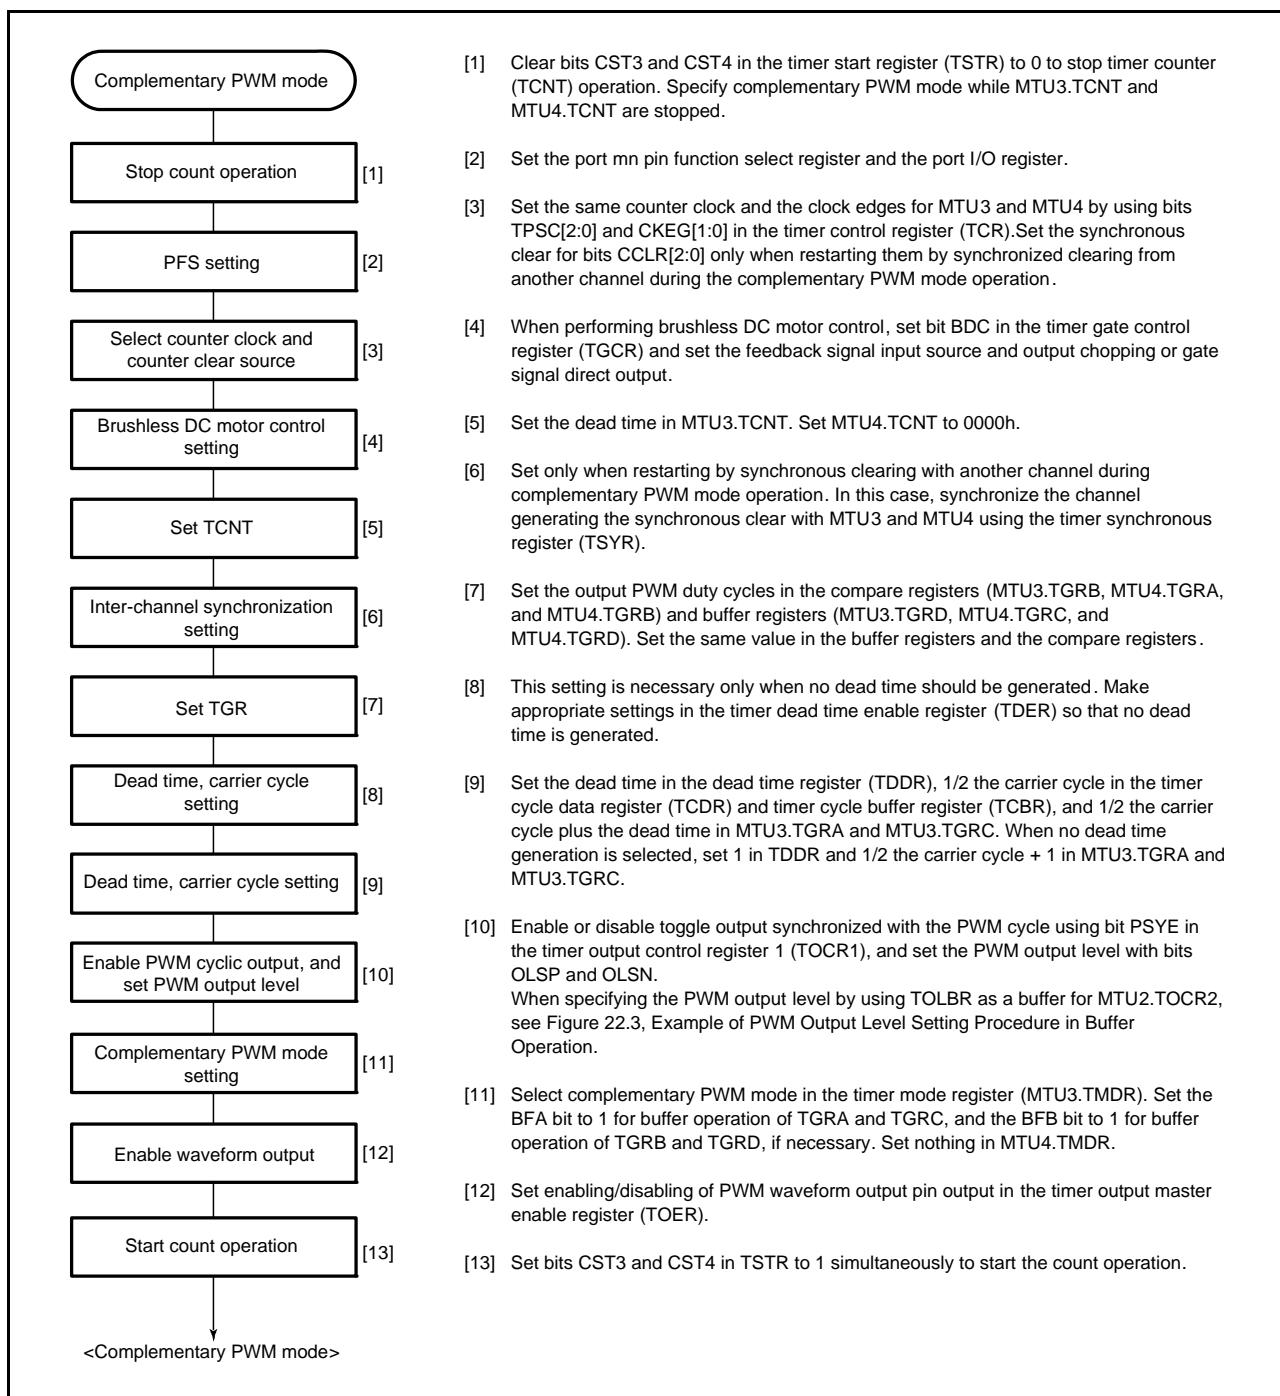 Complementary PWM mode
Stop count operation
[1]
PFS setting
[2]
Select counter clock and
counter clear source
[3]
Brushless DC motor control
setting
[4]
Set TCNT
[5]
Inter-channel synchronization
setting
[6]
Set TGR
[7]
Dead time, carrier cycle
setting
[8]
Dead time, carrier cycle setting
[9]
Enable PWM cyclic output, and
set PWM output level
[10]
Complementary PWM mode
setting
[11]
Enable waveform output
[12]
Start count operation
[13]
<Complementary PWM mode>
[1] Clear bits CST3 and CST4 in the timer start register (TSTR) to 0 to stop timer counter
(TCNT) operation. Specify complementary PWM mode while MTU3.TCNT and
MTU4.TCNT are stopped.
[2] Set the port mn pin function select register and the port I/O register.
[3] Set the same counter clock and the clock edges for MTU3 and MTU4 by using bits
TPSC[2:0] and CKEG[1:0] in the timer control register (TCR).Set the synchronous
clear for bits CCLR[2:0] only when restarting them by synchronized clearing from
another channel during the complementary PWM mode operation.
[4] When performing brushless DC motor control, set bit BDC in the timer gate control
register (TGCR) and set the feedback signal input source and output chopping or gate
signal direct output.
[5] Set the dead time in MTU3.TCNT. Set MTU4.TCNT to 0000h.
[6] Set only when restarting by synchronous clearing with another channel during
complementary PWM mode operation. In this case, synchronize the channel
generating the synchronous clear with MTU3 and MTU4 using the timer synchronous
register (TSYR).
[7] Set the output PWM duty cycles in the compare registers (MTU3.TGRB, MTU4.TGRA,
and MTU4.TGRB) and buffer registers (MTU3.TGRD, MTU4.TGRC, and
MTU4.TGRD). Set the same value in the buffer registers and the compare registers.
[8] This setting is necessary only when no dead time should be generated. Make
appropriate settings in the timer dead time enable register (TDER) so that no dead
time is generated.
[9] Set the dead time in the dead time register (TDDR), 1/2 the carrier cycle in the timer
cycle data register (TCDR) and timer cycle buffer register (TCBR), and 1/2 the carrier
cycle plus the dead time in MTU3.TGRA and MTU3.TGRC. When no dead time
generation is selected, set 1 in TDDR and 1/2 the carrier cycle + 1 in MTU3.TGRA and
MTU3.TGRC.
[10] Enable or disable toggle output synchronized with the PWM cycle using bit PSYE in
the timer output control register 1 (TOCR1), and set the PWM output level with bits
OLSP and OLSN.
When specifying the PWM output level by using TOLBR as a buffer for MTU2.TOCR2,
see Figure 22.3, Example of PWM Output Level Setting Procedure in Buffer
Operation.
[11] Select complementary PWM mode in the timer mode register (MTU3.TMDR). Set the
BFA bit to 1 for buffer operation of TGRA and TGRC, and the BFB bit to 1 for buffer
operation of TGRB and TGRD, if necessary. Set nothing in MTU4.TMDR.
[12] Set enabling/disabling of PWM waveform output pin output in the timer output master
enable register (TOER).
[13] Set bits CST3 and CST4 in TSTR to 1 simultaneously to start the count operation.